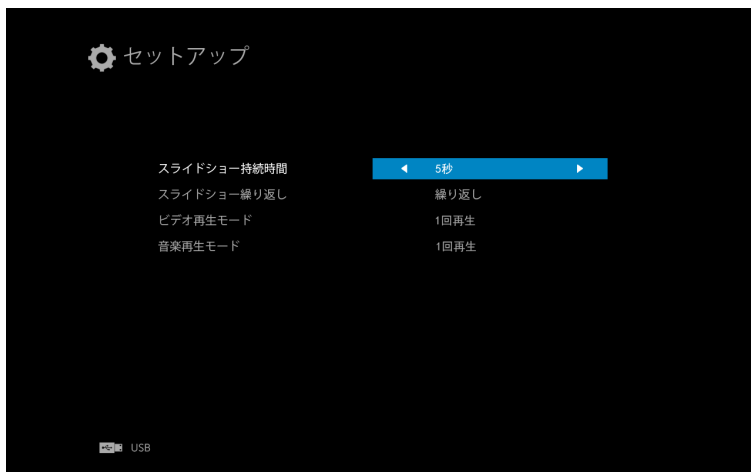 セットアップ
スライドショー持続時間 5秒
スライドショー繰り返し 繰り返し
ビデオ再生モード 1回再生
音楽再生モード 1回再生
USB